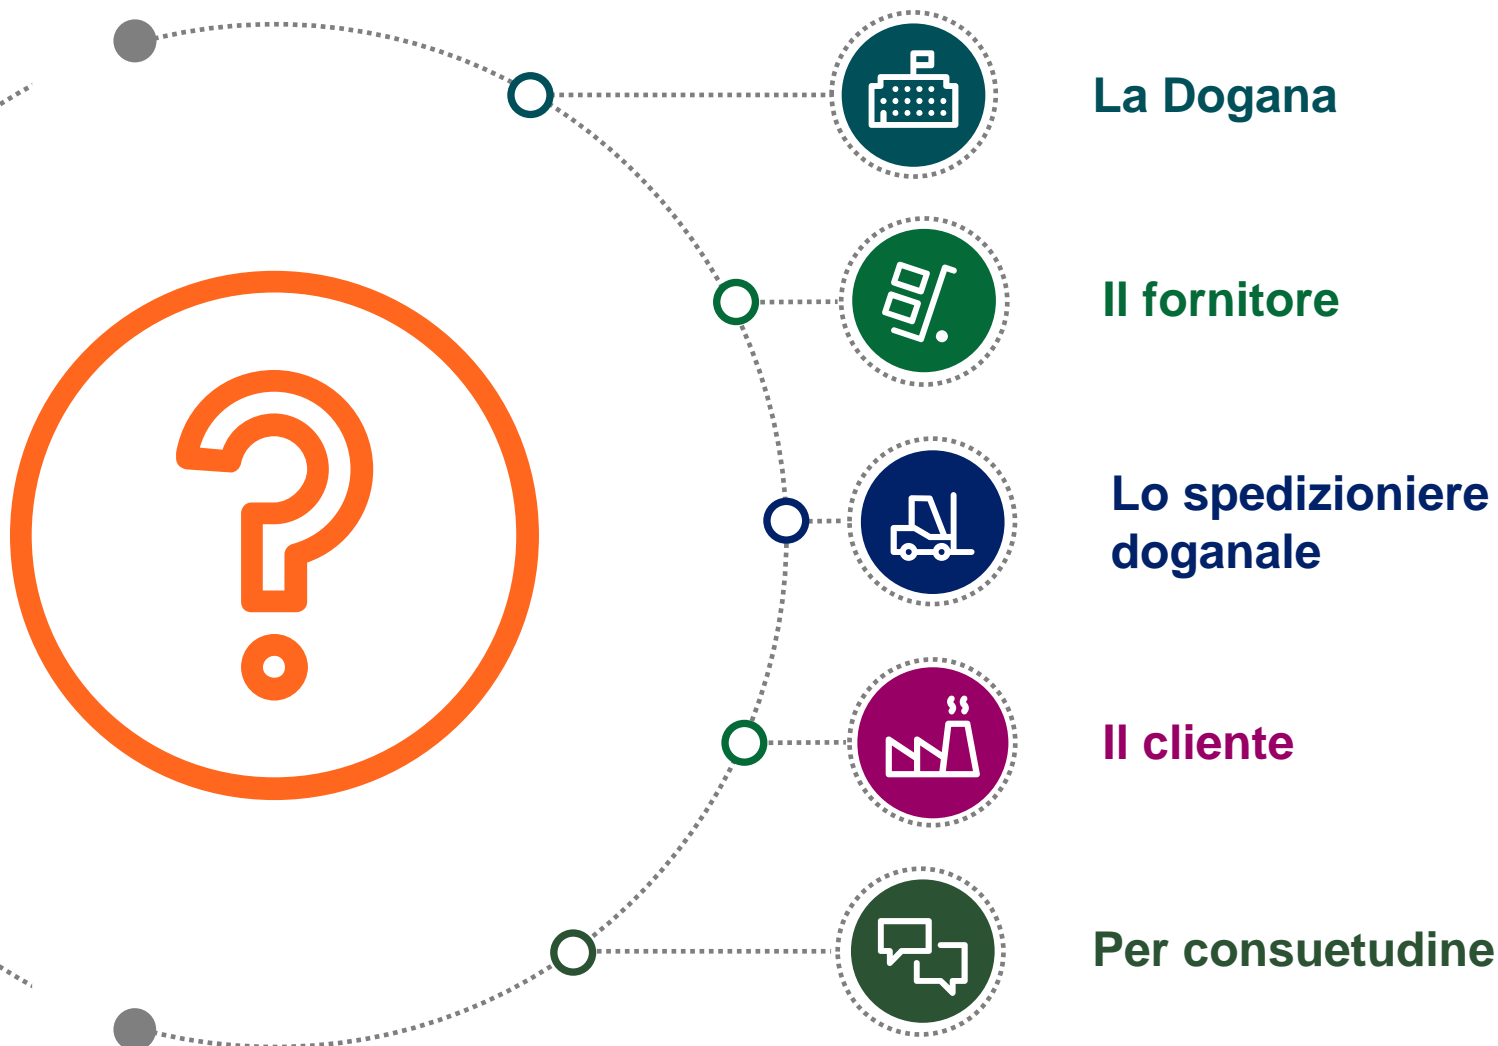 La Dogana
Il fornitore
Lo spedizioniere
doganale
Il cliente
Per consuetudine